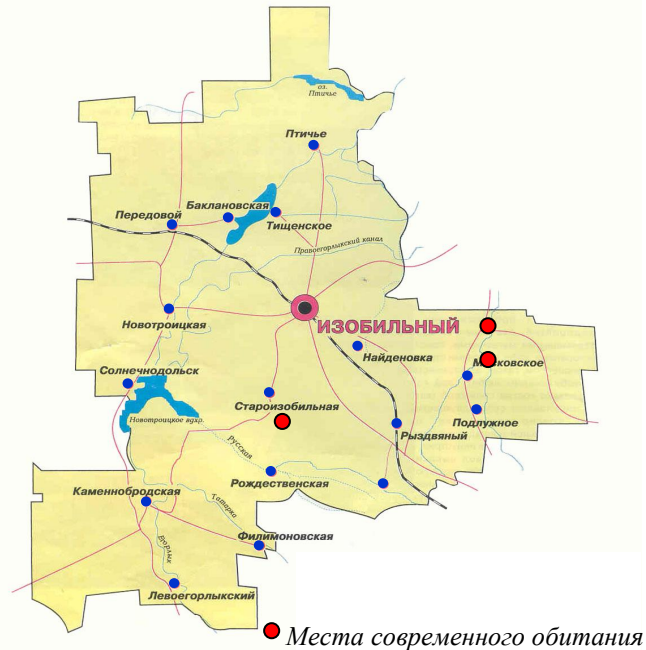 оз.
Птичье
Птичье
Баклановская
Передовой
Тищенское
Правоегорлыкский канал
ИЗОБИЛЬНЫЙ
Новотроицкая
Найденовка
Московское
Солнечнодольск
Староизобильная
Новотроицкое вдхр.
Подлужное
Рыздвяный
Русская
Рождественская
Каменнобродская
Татарка
Филимоновская
Егорлык
Левоегорлыкский
Места современного обитания